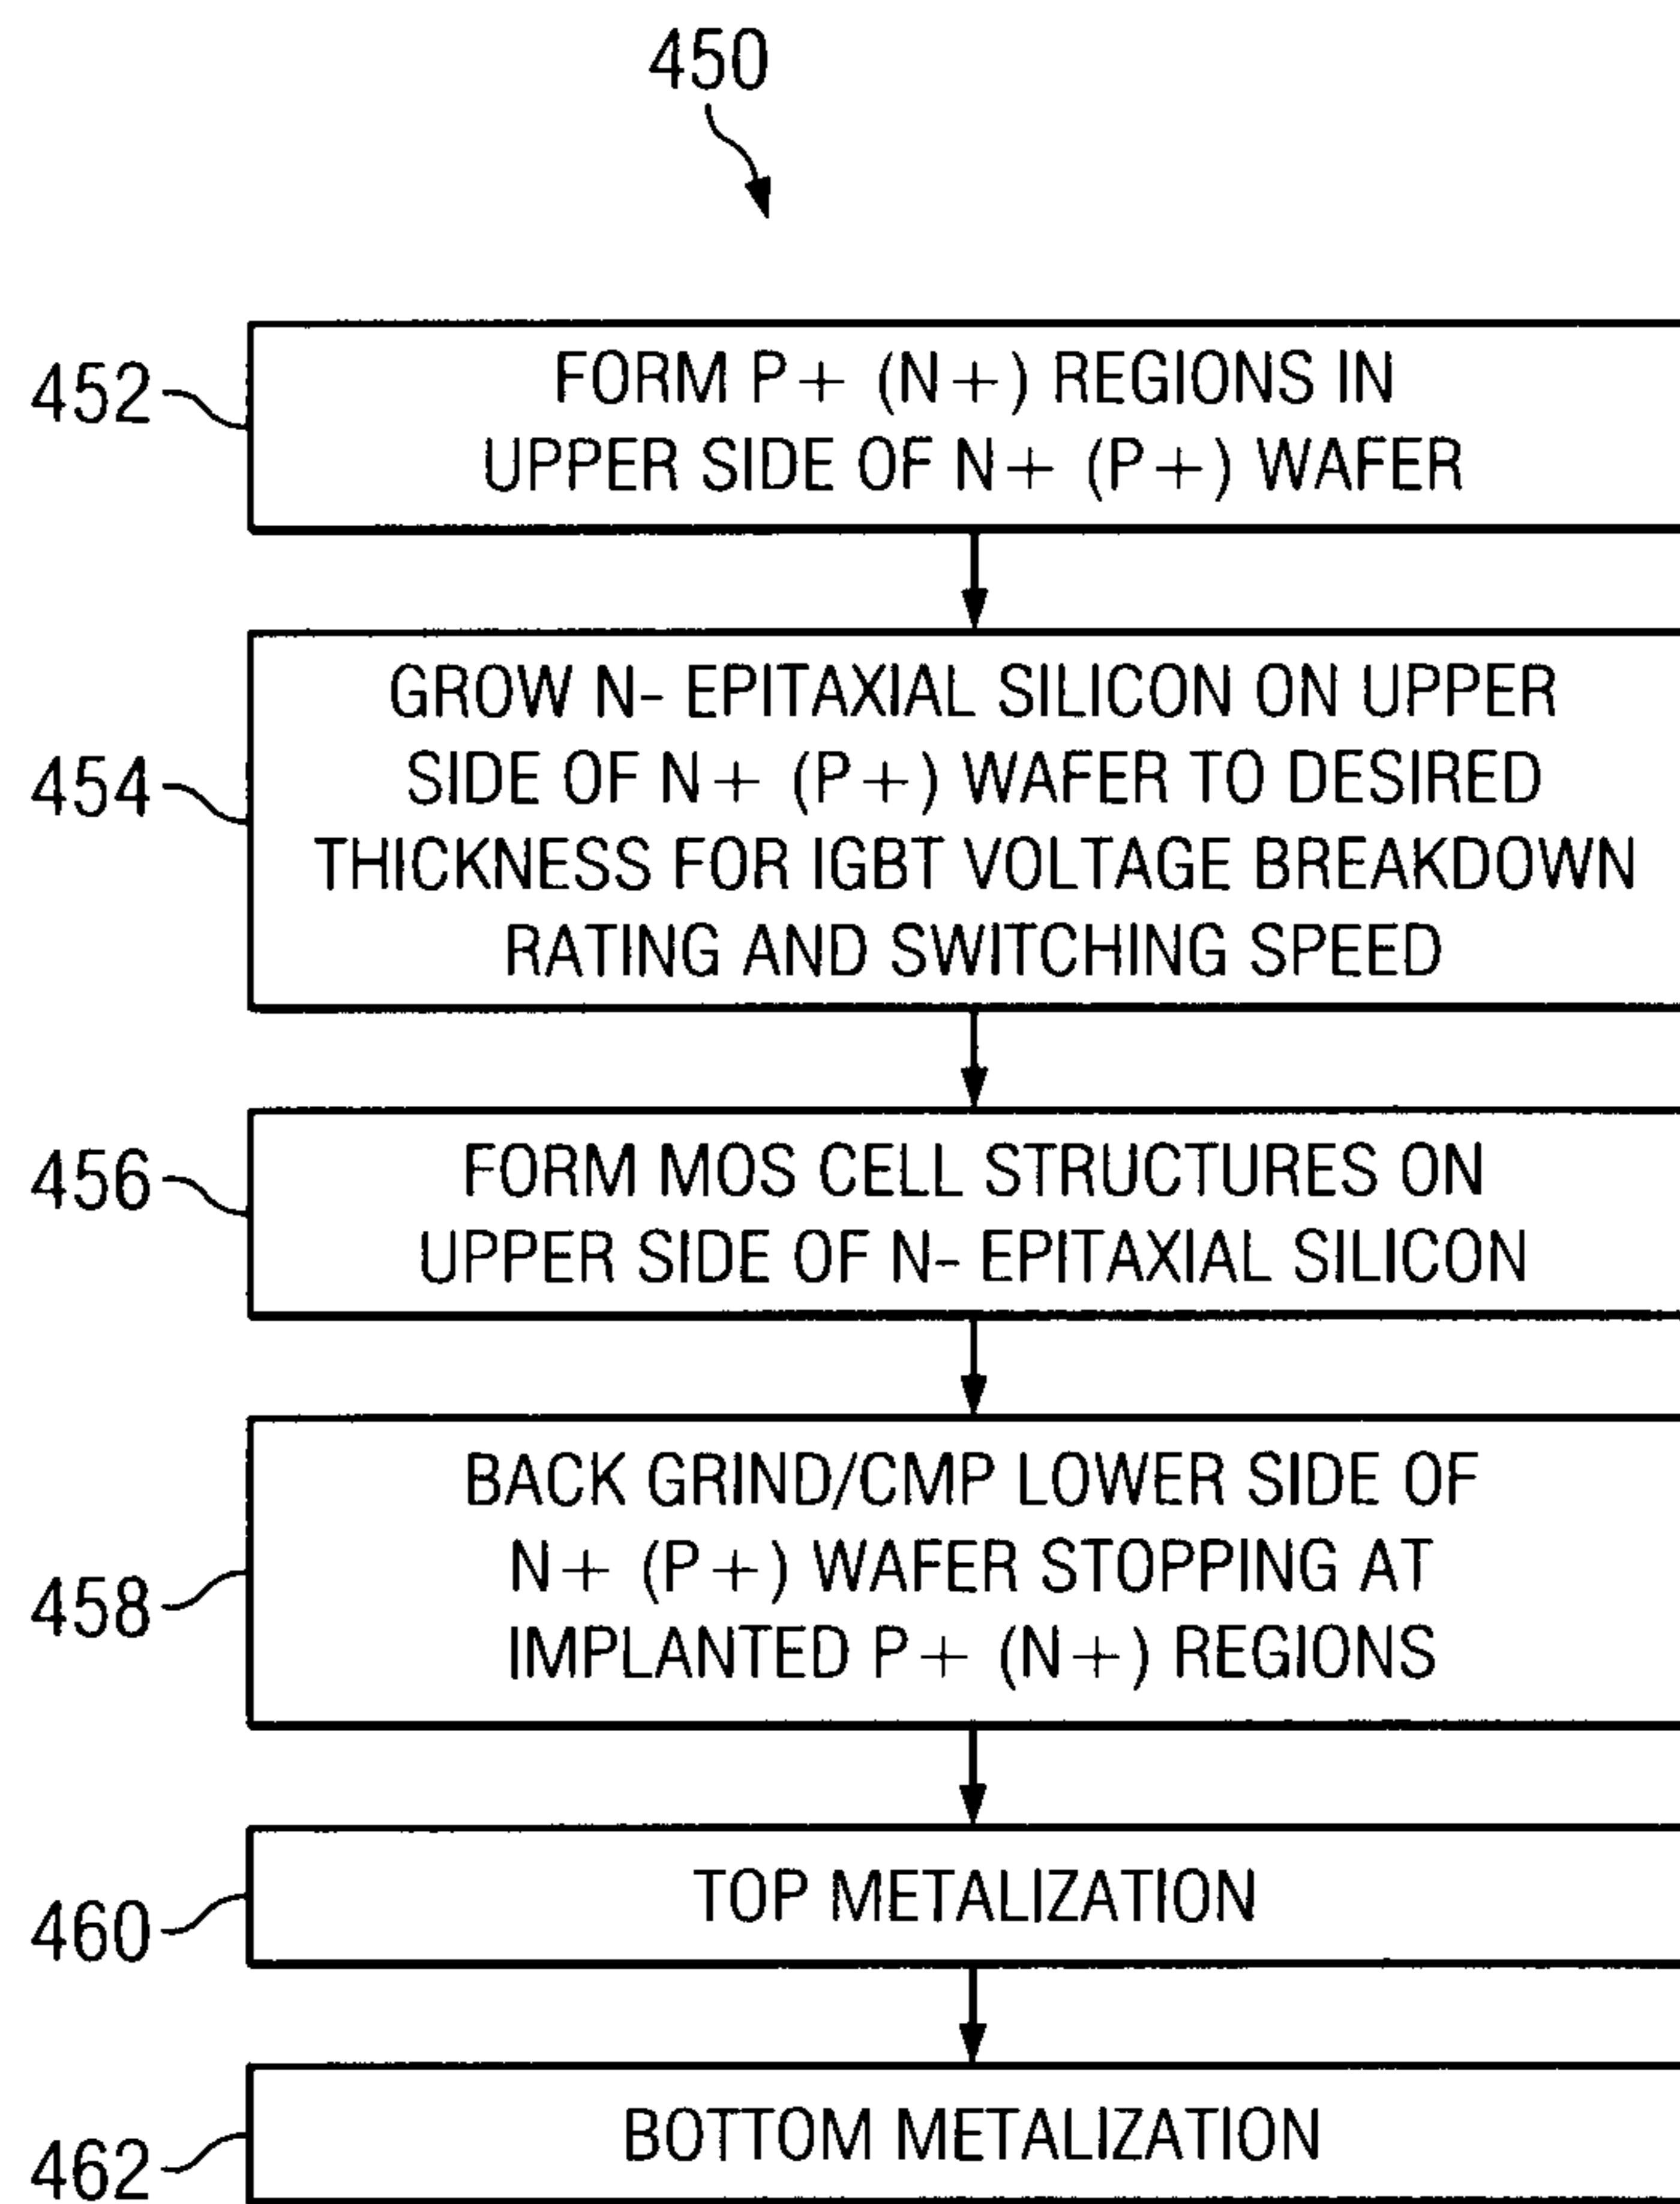 450
452
FORM P+ (N+) REGIONS IN
UPPER SIDE OF N+ (P+) WAFER
454
GROW N- EPITAXIAL SILICON ON UPPER
SIDE OF N+ (P+) WAFER TO DESIRED
THICKNESS FOR IGBT VOLTAGE BREAKDOWN
RATING AND SWITCHING SPEED
456
FORM MOS CELL STRUCTURES ON
UPPER SIDE OF N- EPITAXIAL SILICON
458
BACK GRIND/CMP LOWER SIDE OF
N+ (P+) WAFER STOPPING AT
IMPLANTED P+ (N+) REGIONS
460
TOP METALIZATION
462
BOTTOM METALIZATION